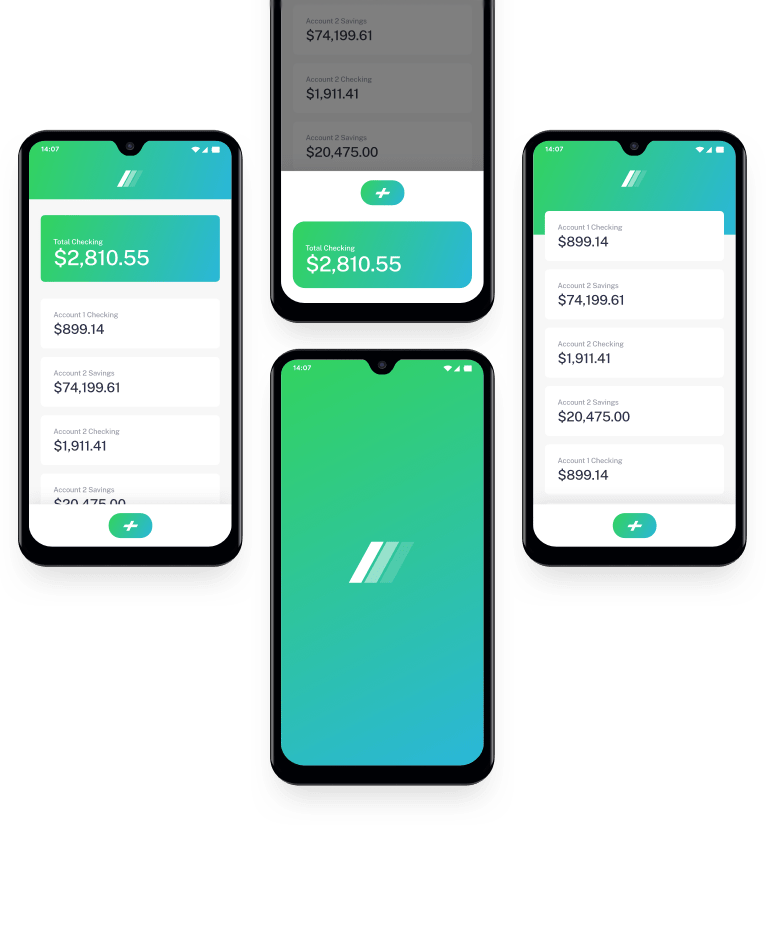 14:07
Total Checking
$2,810.55
Account 1 Checking
$899.14
Account 2 Savings
$74,199.61
Account 2 Checking
$1,911.41
Account 2 Savings
$20,475.00
Account 2 Savings
$74,199.61
Account 2 Checking
$1,911.41
Account 2 Savings
$20,475.00
Total Checking
$2,810.55
14:07
14:07
Account 1 Checking
$899.14
Account 2 Savings
$74,199.61
Account 2 Checking
$1,911.41
Account 2 Savings
$20,475.00
Account 1 Checking
$899.14